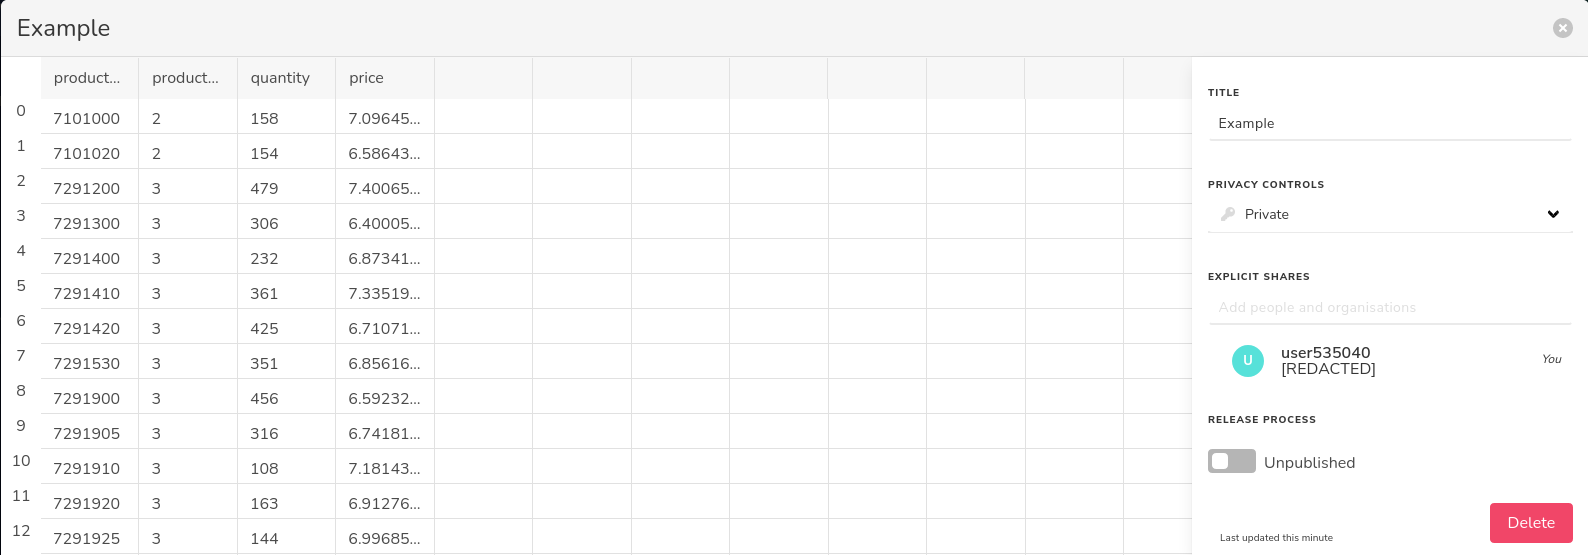 Example
product... product... quantity price
0 7101000 2 158 7.09645...
1 7101020 2 154 6.58643...
2 7291200 3 479 7.40065...
3 7291300 3 306 6.40005...
4 7291400 3 232 6.87341...
5 7291410 3 361 7.33519...
6 7291420 3 425 6.71071...
7 7291530 3 351 6.85616...
8 7291900 3 456 6.59232...
9 7291905 3 316 6.74181...
10 7291910 3 108 7.18143...
11 7291920 3 163 6.91276...
12 7291925 3 144 6.99685...
TITLE
Example
PRIVACY CONTROLS
Private
EXPLICIT SHARES
Add people and organisations
U
user535040 You
[REDACTED]
RELEASE PROCESS
Unpublished
Delete
Last updated this minute